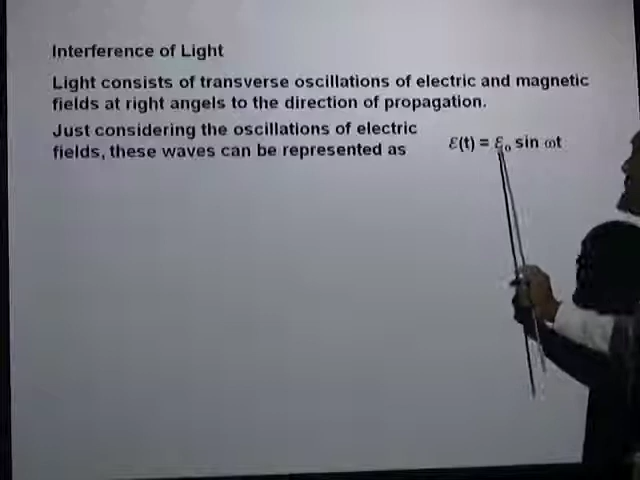 Interference of Light
Light consists of transverse oscillations of electric and magnetic
fields at right angels to the direction of propagation.
Just considering the oscillations of electric
fields, these waves can be represented as
ε(t) = ε₀ sin ωt